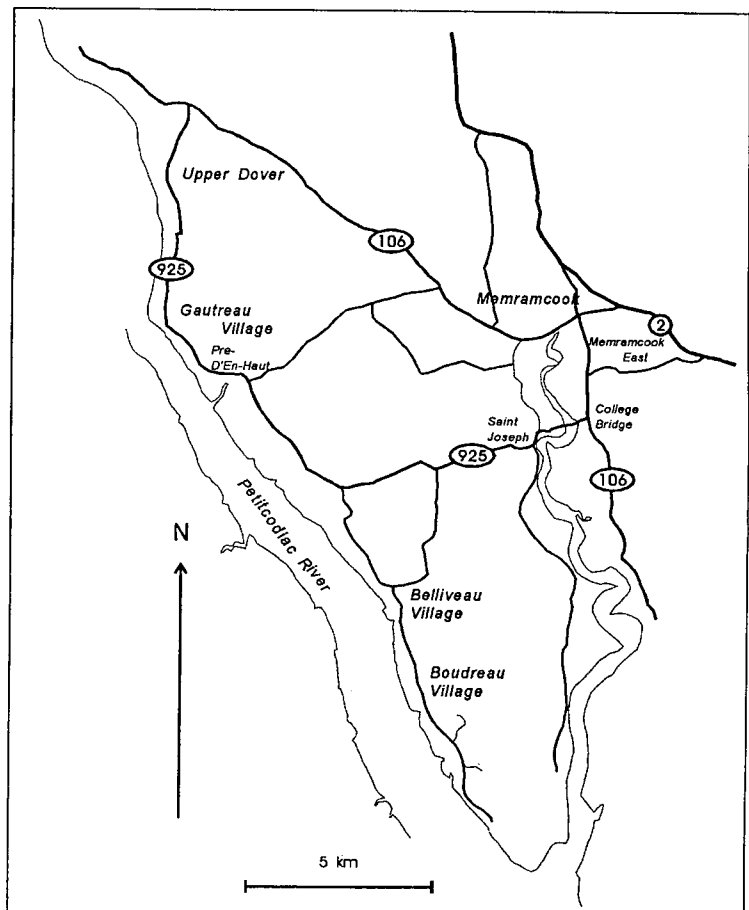 Upper Dover
106
925
Gautreau
Village
Memramcook
2
Pre-
D'En-Haut
Memramcook
East
Saint
Joseph
College
Bridge
925
106
Petitcodiac River
N
Belliveau
Village
Boudreau
Village
5 km